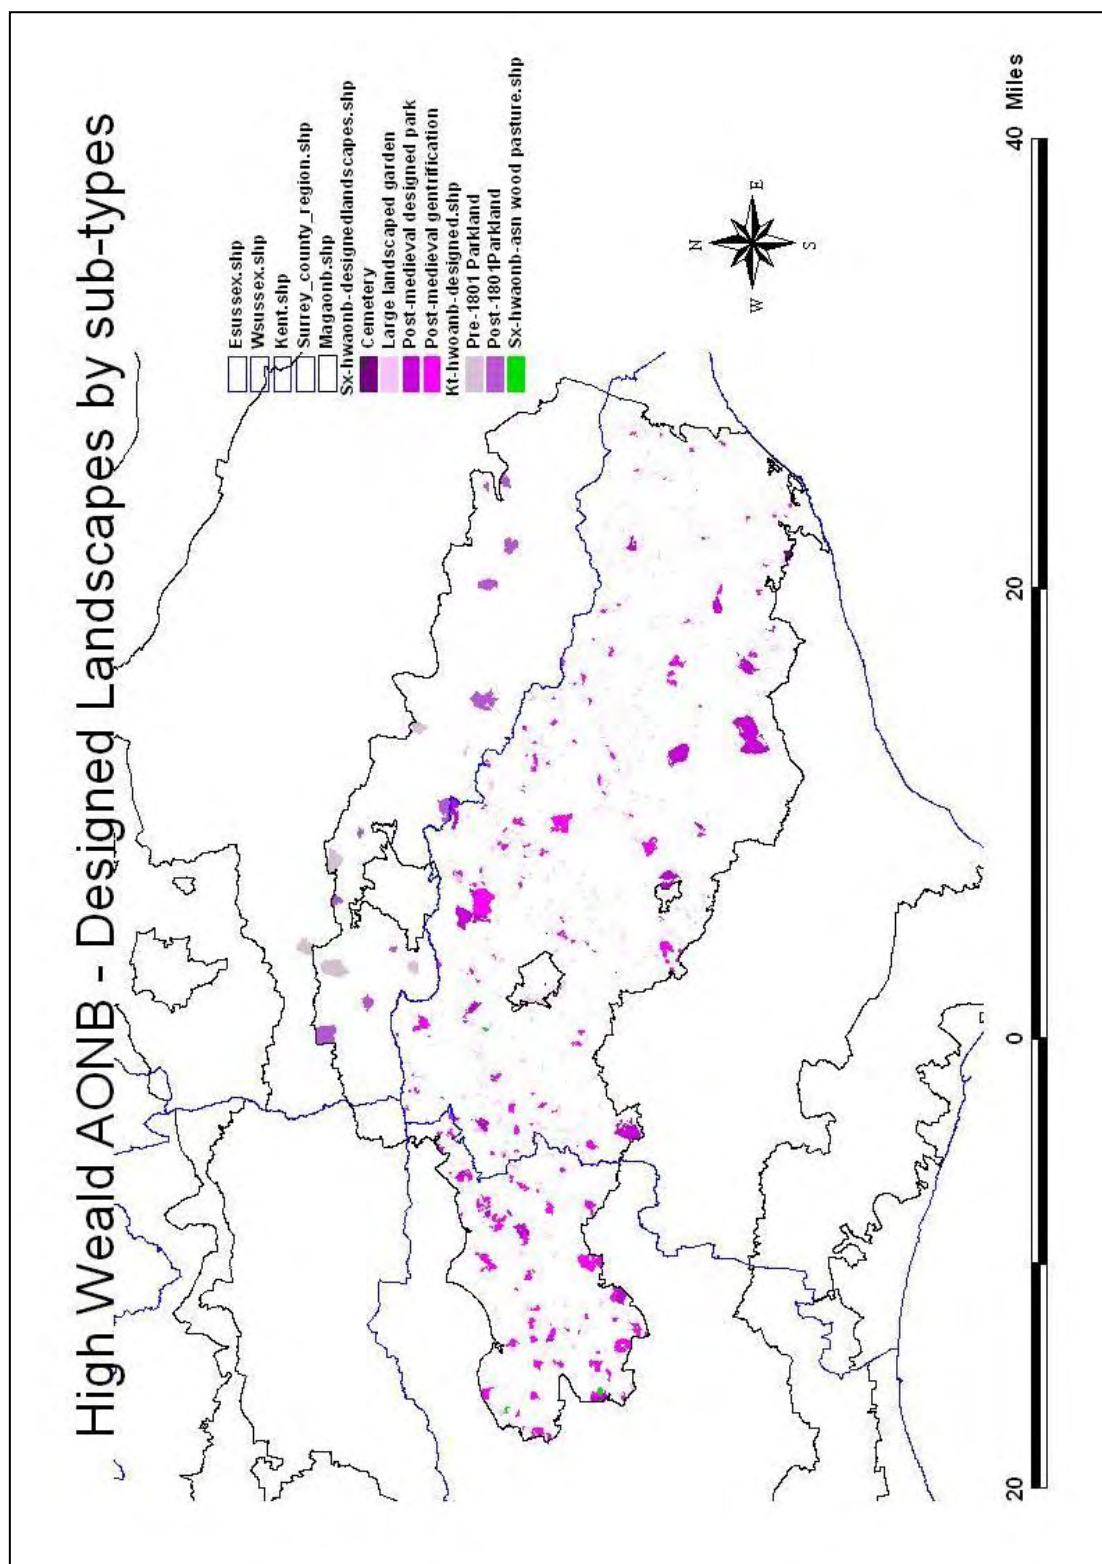 High Weald AONB - Designed Landscapes by sub-types
Esussex.shp
Wsussex.shp
Kent.shp
Surrey_county_region.shp
Magaonb.shp
Sx-hwaonb-designedlandscapes.shp
Cemetery
Large landscaped garden
Post-medieval designed park
Post-medieval gentrification
Kt-hwoanb-designed.shp
Pre-1801 Parkland
Post-1801Parkland
Sx-hwaonb-asn wood pasture.shp
N
W E
S
20 0 20 40 Miles